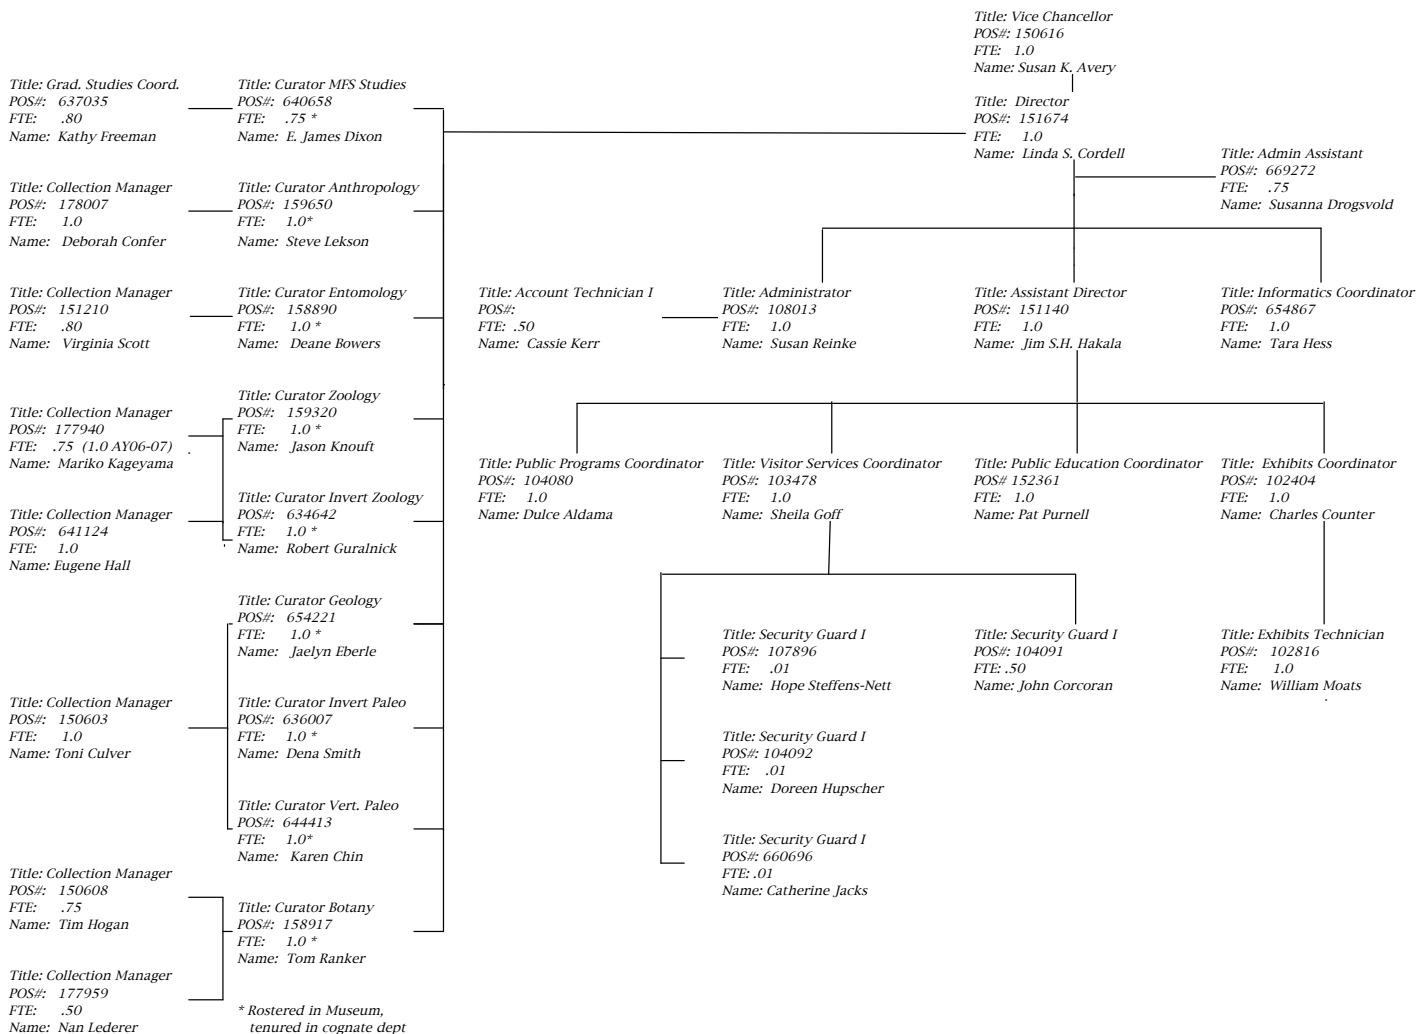 Title: Vice Chancellor
POS#: 150616
FTE: 1.0
Name: Susan K. Avery
Title: Director
POS#: 151674
FTE: 1.0
Name: Linda S. Cordell
Title: Admin Assistant
POS#: 669272
FTE: .75
Name: Susanna Drogsvold
Title: Grad. Studies Coord.
POS#: 637035
FTE: .80
Name: Kathy Freeman
Title: Curator MFS Studies
POS#: 640658
FTE: .75 *
Name: E. James Dixon
Title: Collection Manager
POS#: 178007
FTE: 1.0
Name: Deborah Confer
Title: Curator Anthropology
POS#: 159650
FTE: 1.0*
Name: Steve Lekson
Title: Collection Manager
POS#: 151210
FTE: .80
Name: Virginia Scott
Title: Curator Entomology
POS#: 158890
FTE: 1.0 *
Name: Deane Bowers
Title: Account Technician I
POS#:
FTE: .50
Name: Cassie Kerr
Title: Administrator
POS#: 108013
FTE: 1.0
Name: Susan Reinke
Title: Assistant Director
POS#: 151140
FTE: 1.0
Name: Jim S.H. Hakala
Title: Informatics Coordinator
POS#: 654867
FTE: 1.0
Name: Tara Hess
Title: Collection Manager
POS#: 177940
FTE: .75 (1.0 AY06-07)
Name: Mariko Kageyama
Title: Curator Zoology
POS#: 159320
FTE: 1.0 *
Name: Jason Knouft
Title: Collection Manager
POS#: 641124
FTE: 1.0
Name: Eugene Hall
Title: Curator Invert Zoology
POS#: 634642
FTE: 1.0 *
Name: Robert Guralnick
Title: Public Programs Coordinator
POS#: 104080
FTE: 1.0
Name: Dulce Aldama
Title: Visitor Services Coordinator
POS#: 103478
FTE: 1.0
Name: Sheila Goff
Title: Public Education Coordinator
POS# 152361
FTE: 1.0
Name: Pat Purnell
Title: Exhibits Coordinator
POS#: 102404
FTE: 1.0
Name: Charles Counter
Title: Curator Geology
POS#: 654221
FTE: 1.0 *
Name: Jaelyn Eberle
Title: Collection Manager
POS#: 150603
FTE: 1.0
Name: Toni Culver
Title: Curator Invert Paleo
POS#: 636007
FTE: 1.0 *
Name: Dena Smith
Title: Curator Vert. Paleo
POS#: 644413
FTE: 1.0*
Name: Karen Chin
Title: Security Guard I
POS#: 107896
FTE: .01
Name: Hope Steffens-Nett
Title: Security Guard I
POS#: 104091
FTE: .50
Name: John Corcoran
Title: Exhibits Technician
POS#: 102816
FTE: 1.0
Name: William Moats
Title: Security Guard I
POS#: 104092
FTE: .01
Name: Doreen Hupscher
Title: Security Guard I
POS#: 660696
FTE: .01
Name: Catherine Jacks
Title: Collection Manager
POS#: 150608
FTE: .75
Name: Tim Hogan
Title: Curator Botany
POS#: 158917
FTE: 1.0 *
Name: Tom Ranker
Title: Collection Manager
POS#: 177959
FTE: .50
Name: Nan Lederer
* Rostered in Museum,
tenured in cognate dept